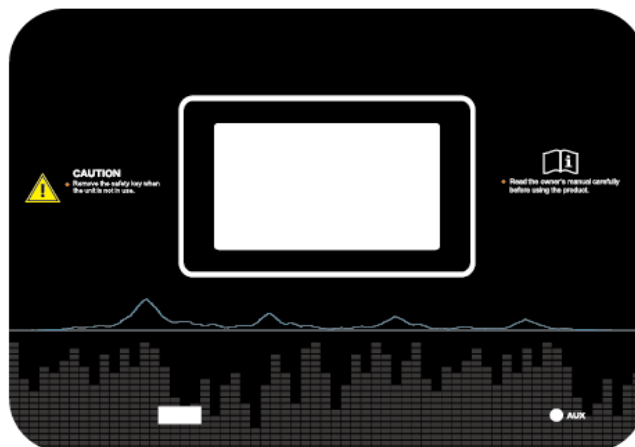 CAUTION
Remove the safety key when
the unit is not in use.
Read the owner's manual carefully
before using the product.
AUX